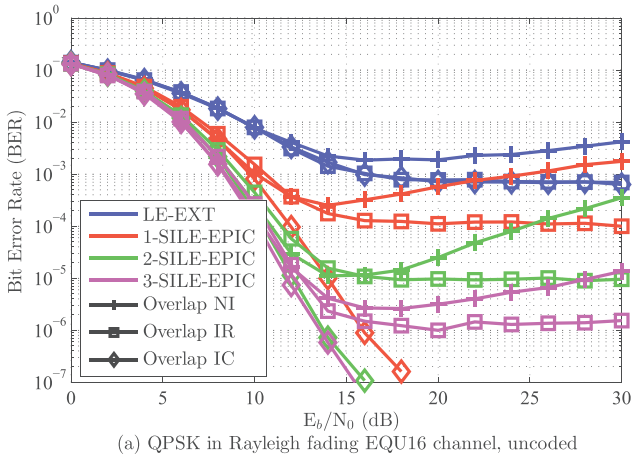 10^0
10^-1
10^-2
10^-3
10^-4
10^-5
10^-6
10^-7
Bit Error Rate (BER)
LE-EXT
1-SILE-EPIC
2-SILE-EPIC
3-SILE-EPIC
Overlap NI
Overlap IR
Overlap IC
0 5 10 15 20 25 30
E_b/N_0 (dB)
(a) QPSK in Rayleigh fading EQU16 channel, uncoded